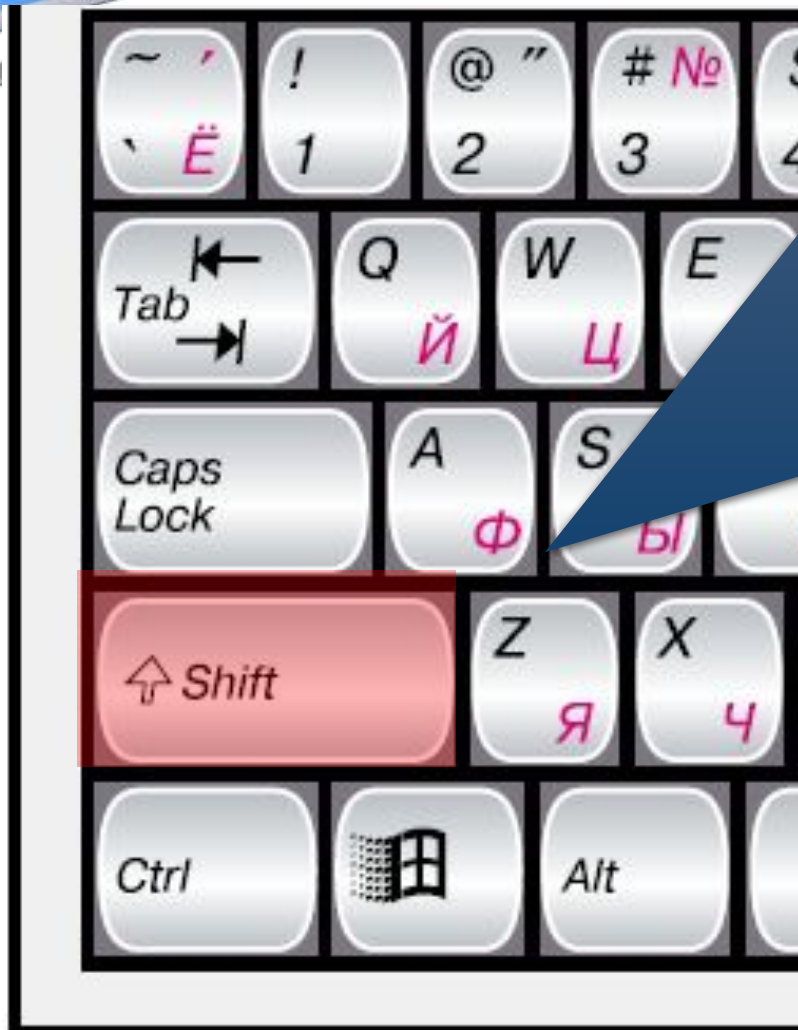 ~ ′ ! @ ″ # №
` Ё 1 2 3
Tab Q W E
Й Ц
Caps Lock A S
Ф Ы
Shift Z X
Я Ч
Ctrl Alt